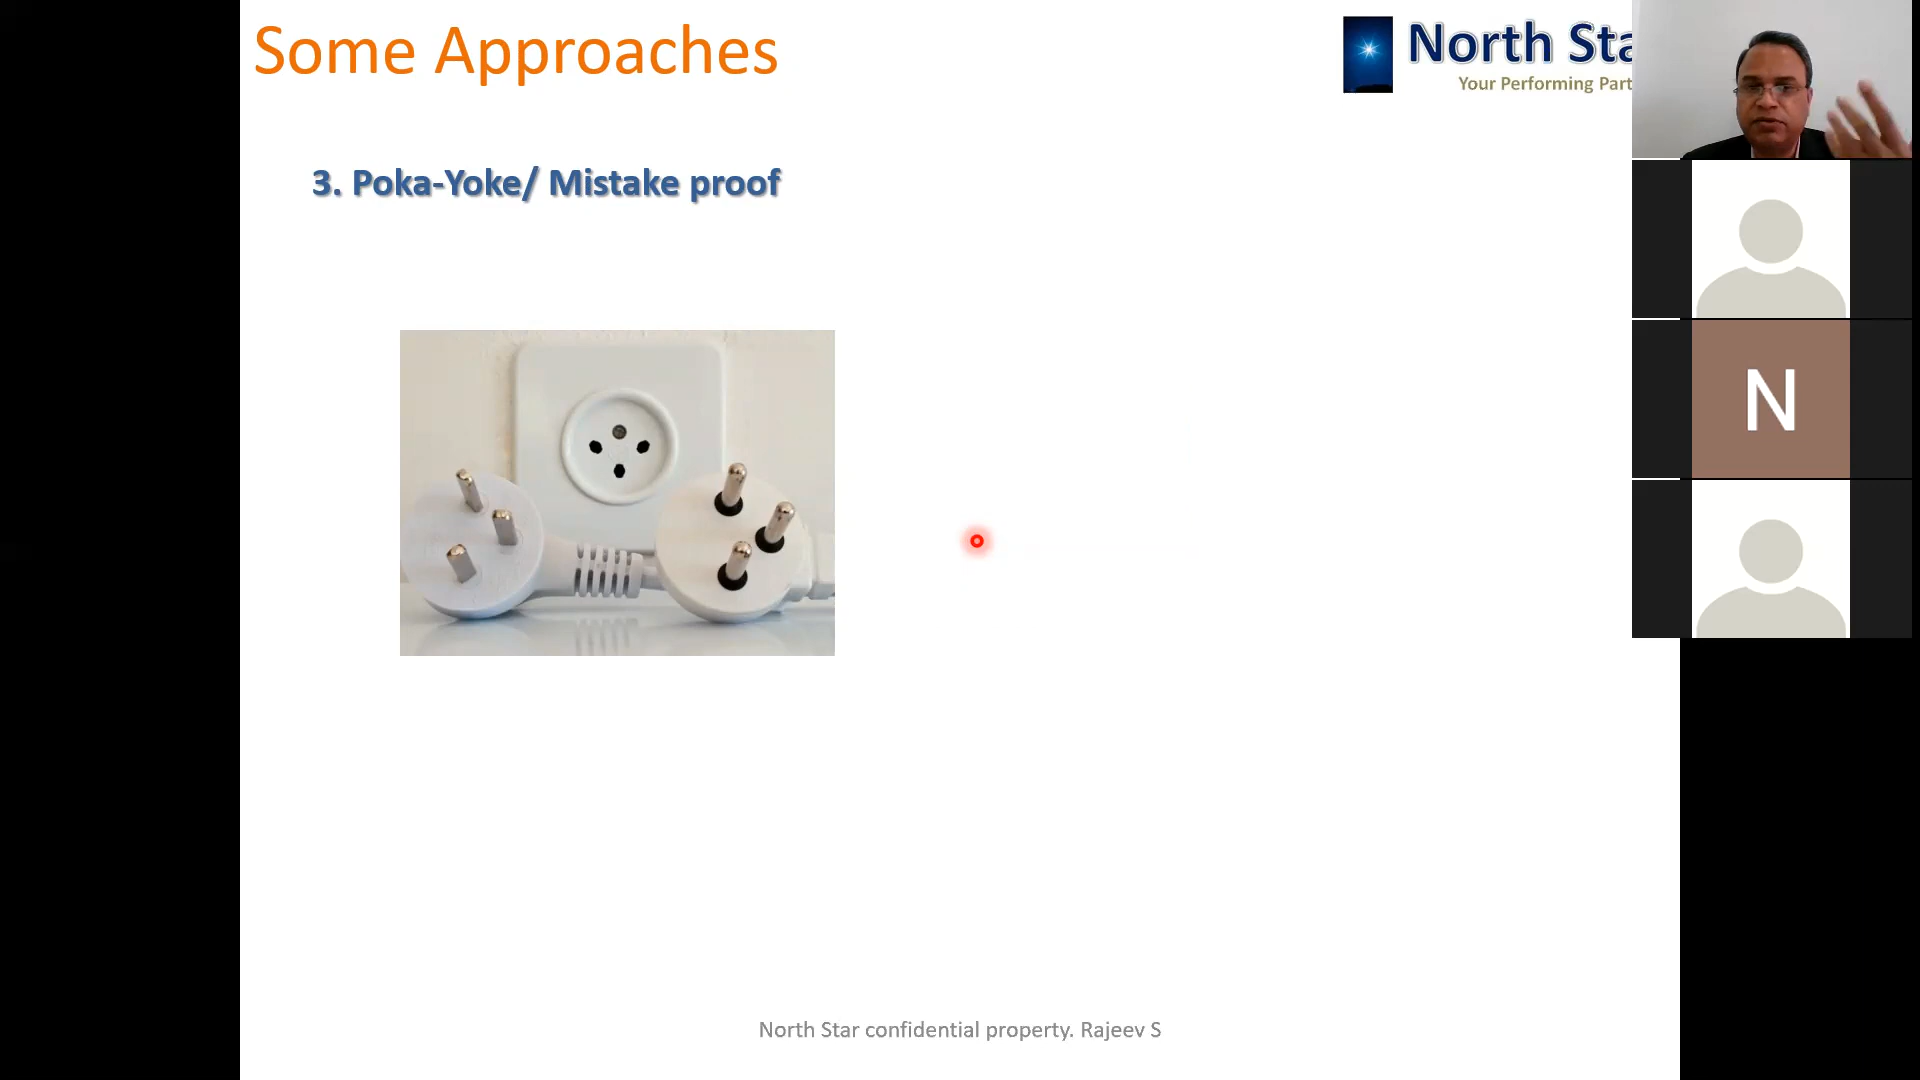 Some Approaches
North Sta
Your Performing Part
3. Poka-Yoke/ Mistake proof
N
North Star confidential property. Rajeev S